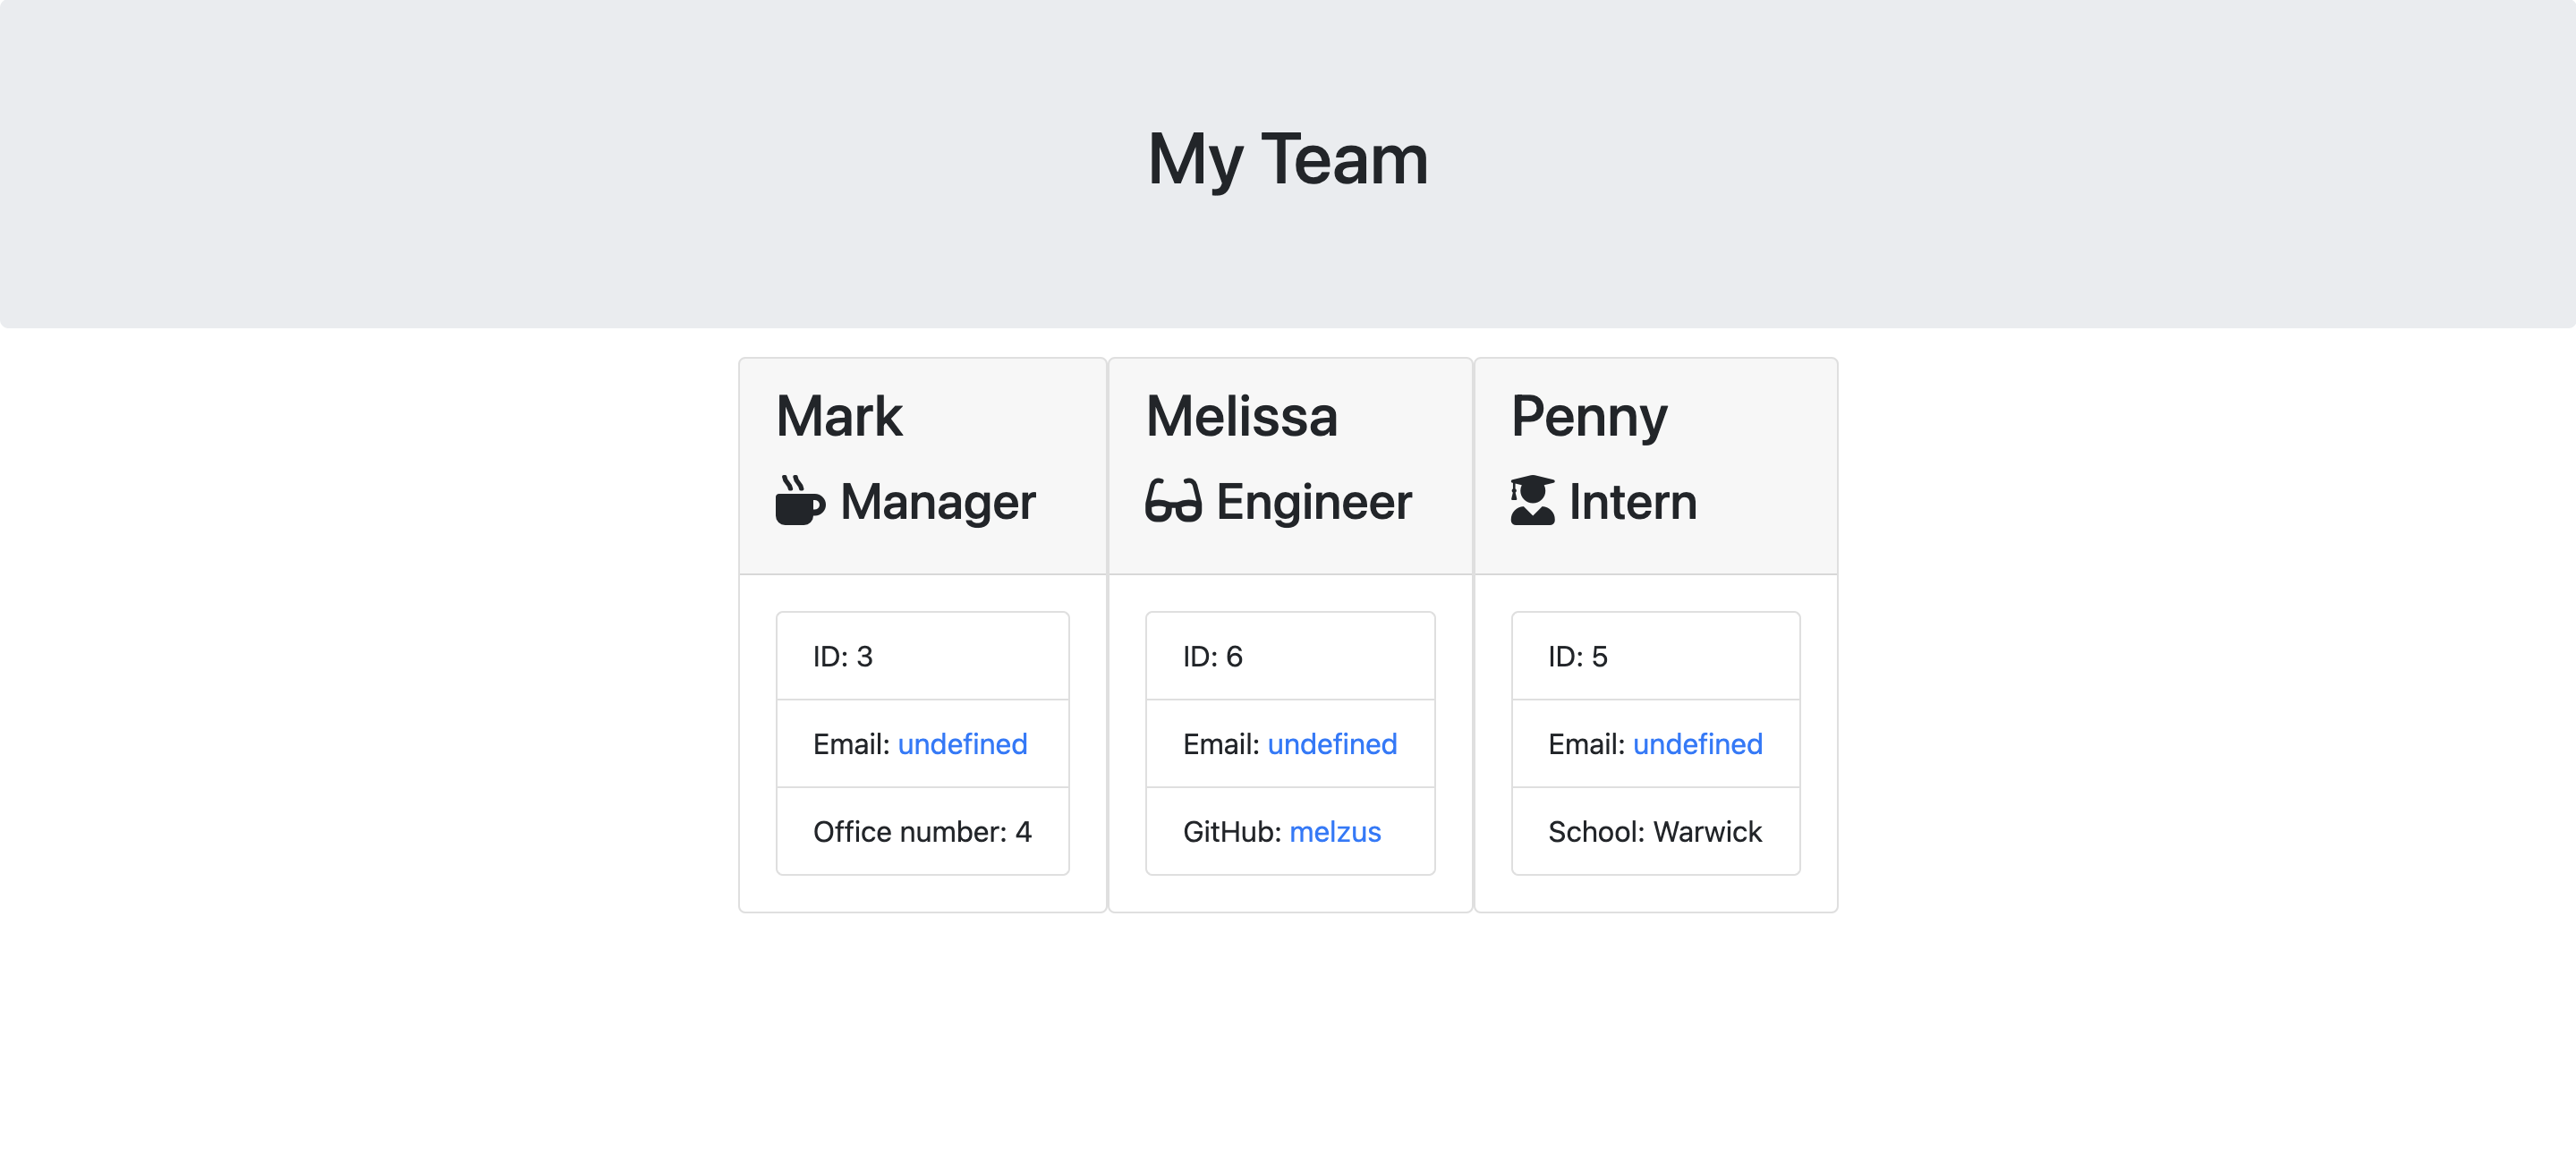 My Team
Mark
Manager
ID: 3
Email: undefined
Office number: 4
Melissa
Engineer
ID: 6
Email: undefined
GitHub: melzus
Penny
Intern
ID: 5
Email: undefined
School: Warwick